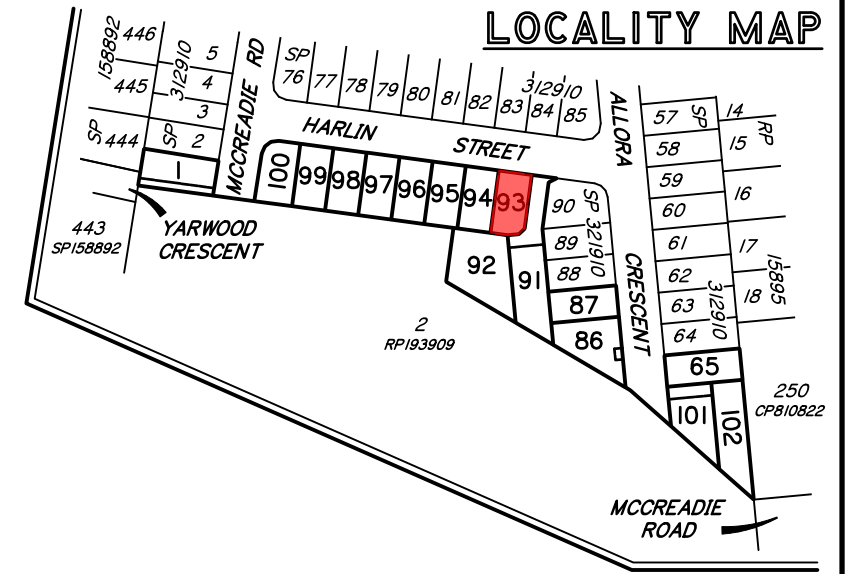 LOCALITY MAP
158892
446
445
SP 444
312910
5
4
3
SP 2
1
443
SP158892
YARWOOD
CRESCENT
MCCREADIE RD
SP
76 77 78 79 80 81 82 83 84 85
312910
HARLIN STREET
100 99 98 97 96 95 94 93
92
91
90
89
88
SP 321910
87
86
ALLORA
CRESCENT
57 SP
58
59
60
61
62
63
64
312910
65
101
102
14
15
RP
16
17
18
15895
2
RP193909
250
CP810822
MCCREADIE
ROAD